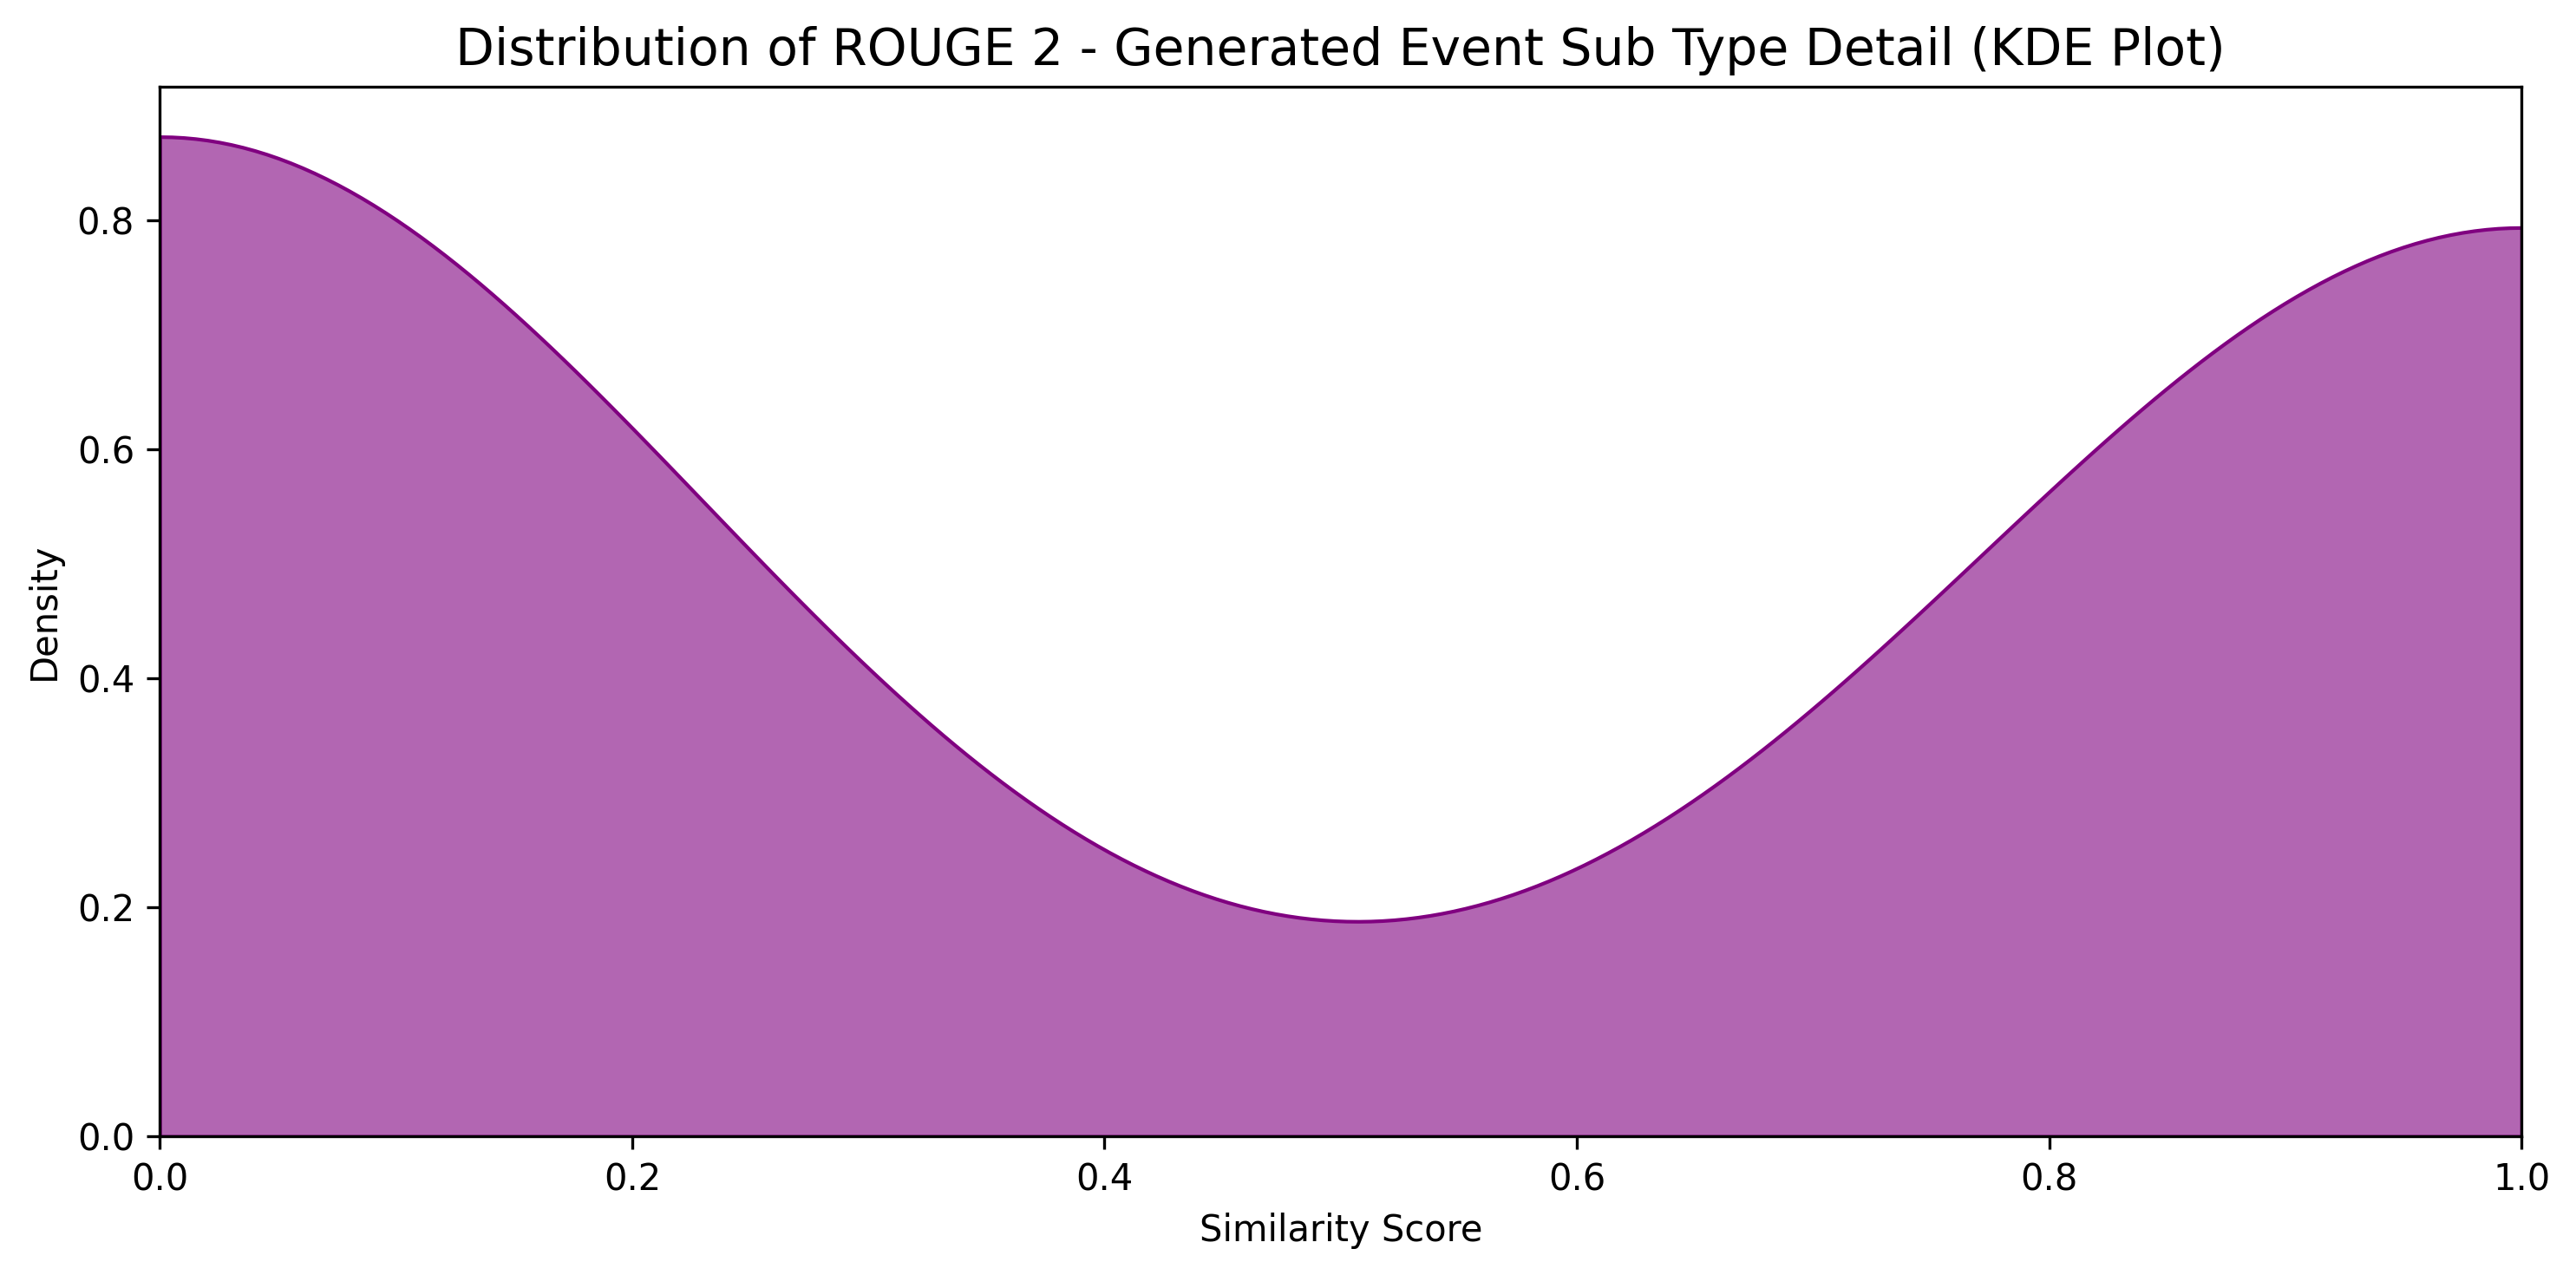 Distribution of ROUGE 2 - Generated Event Sub Type Detail (KDE Plot)
Density
0.8
0.6
0.4
0.2
0.0
0.0 0.2 0.4 0.6 0.8 1.0
Similarity Score